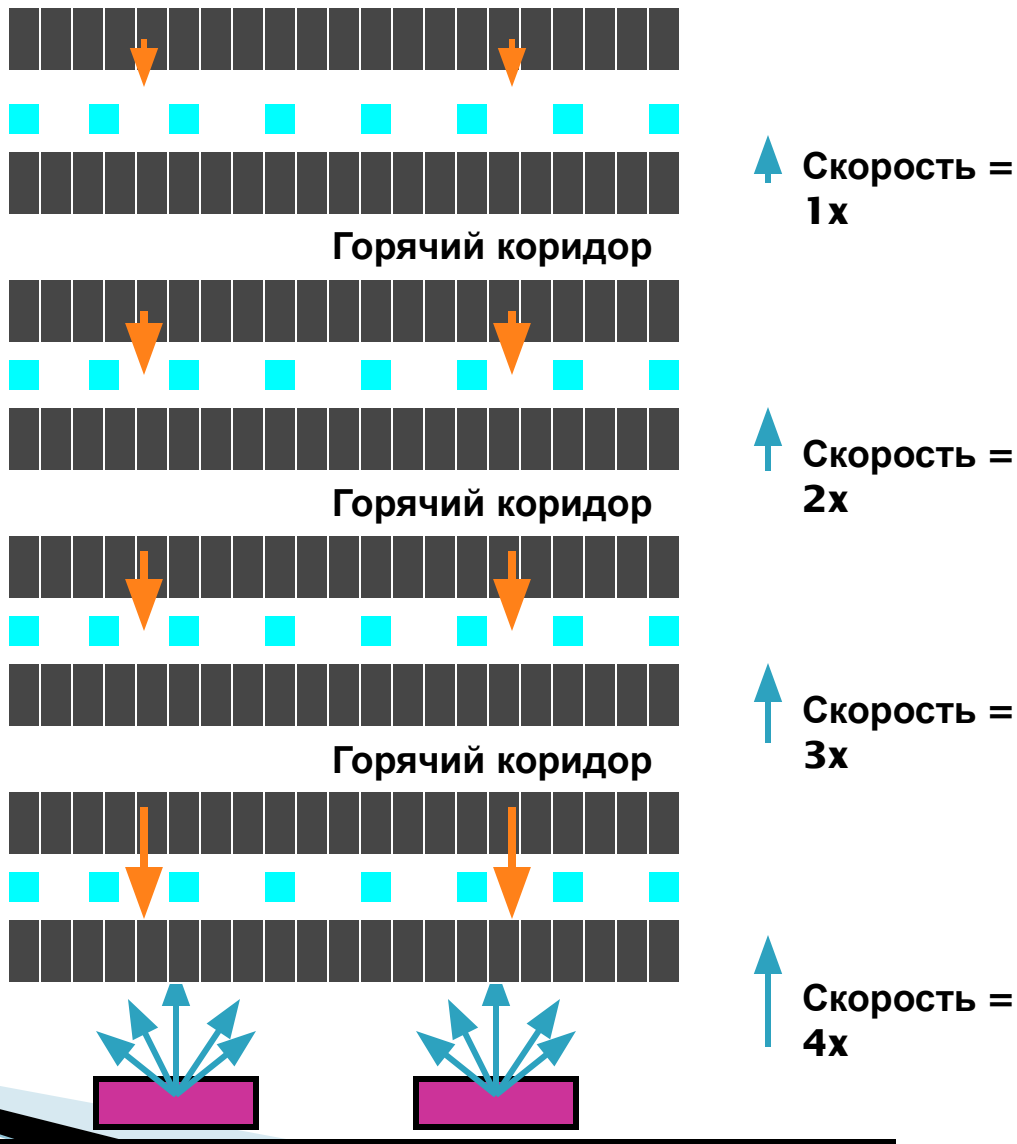 Скорость =
1x
Горячий коридор
Скорость =
2x
Горячий коридор
Скорость =
3x
Горячий коридор
Скорость =
4x